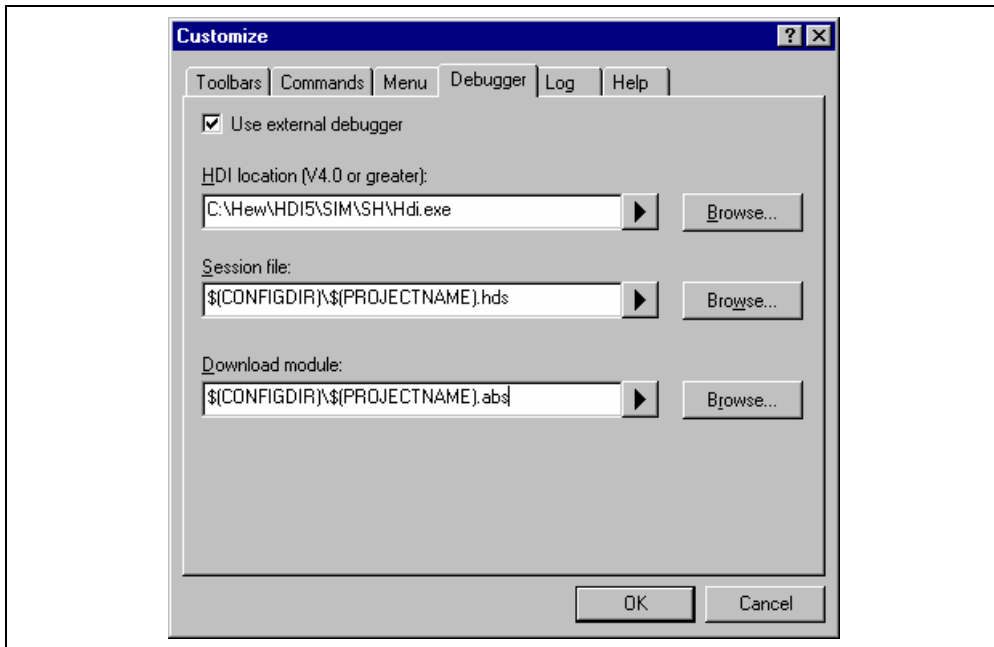 Customize
Toolbars Commands Menu Debugger Log Help
Use external debugger
HDI location (V4.0 or greater):
C:\Hew\HDI5\SIM\SH\Hdi.exe Browse...
Session file:
$(CONFIGDIR)\$(PROJECTNAME).hds Browse...
Download module:
$(CONFIGDIR)\$(PROJECTNAME).abs Browse...
OK Cancel